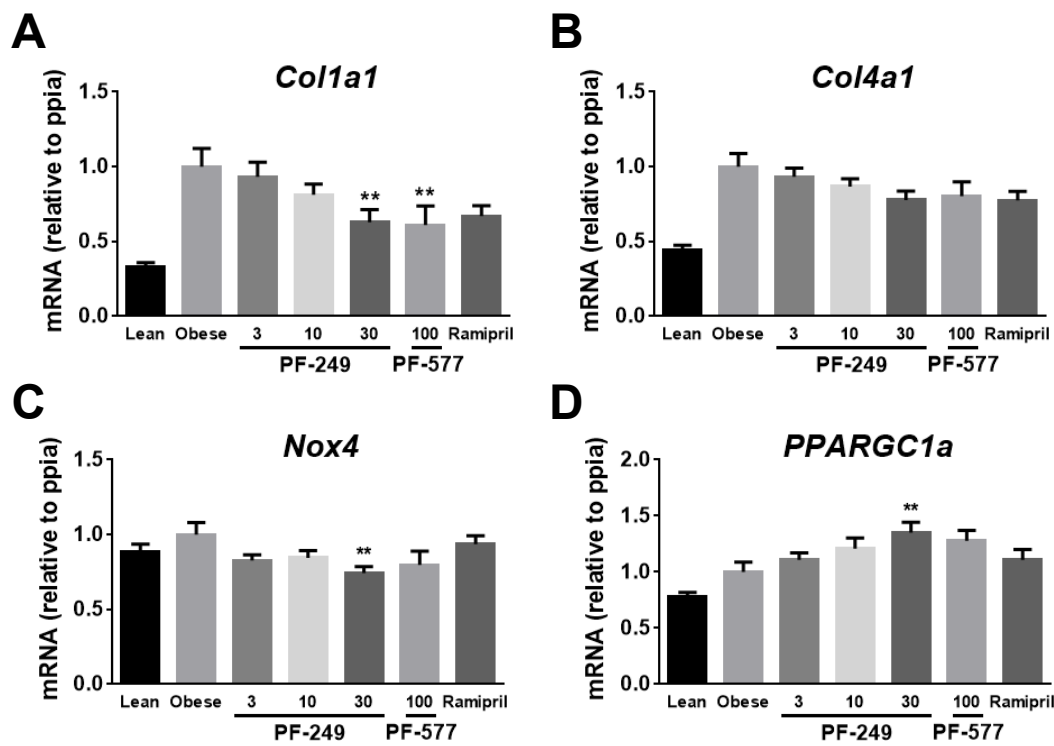 A
Col1a1
mRNA (relative to ppia)
1.5
1.0
0.5
0.0
** **
Lean Obese 3 10 30 100 Ramipril
PF-249 PF-577
B
Col4a1
mRNA (relative to ppia)
1.5
1.0
0.5
0.0
Lean Obese 3 10 30 100 Ramipril
PF-249 PF-577
C
Nox4
mRNA (relative to ppia)
1.5
1.0
0.5
0.0
**
Lean Obese 3 10 30 100 Ramipril
PF-249 PF-577
D
PPARGC1a
mRNA (relative to ppia)
2.0
1.5
1.0
0.5
0.0
**
Lean Obese 3 10 30 100 Ramipril
PF-249 PF-577